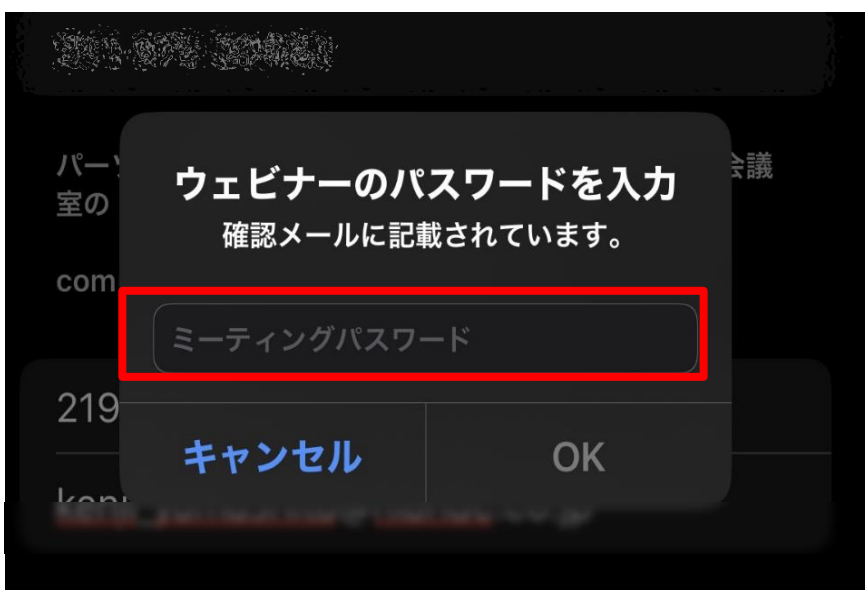 パーソ
会議
室の
ウェビナーのパスワードを入力
確認メールに記載されています。
com
ミーティングパスワード
219
キャンセル
OK